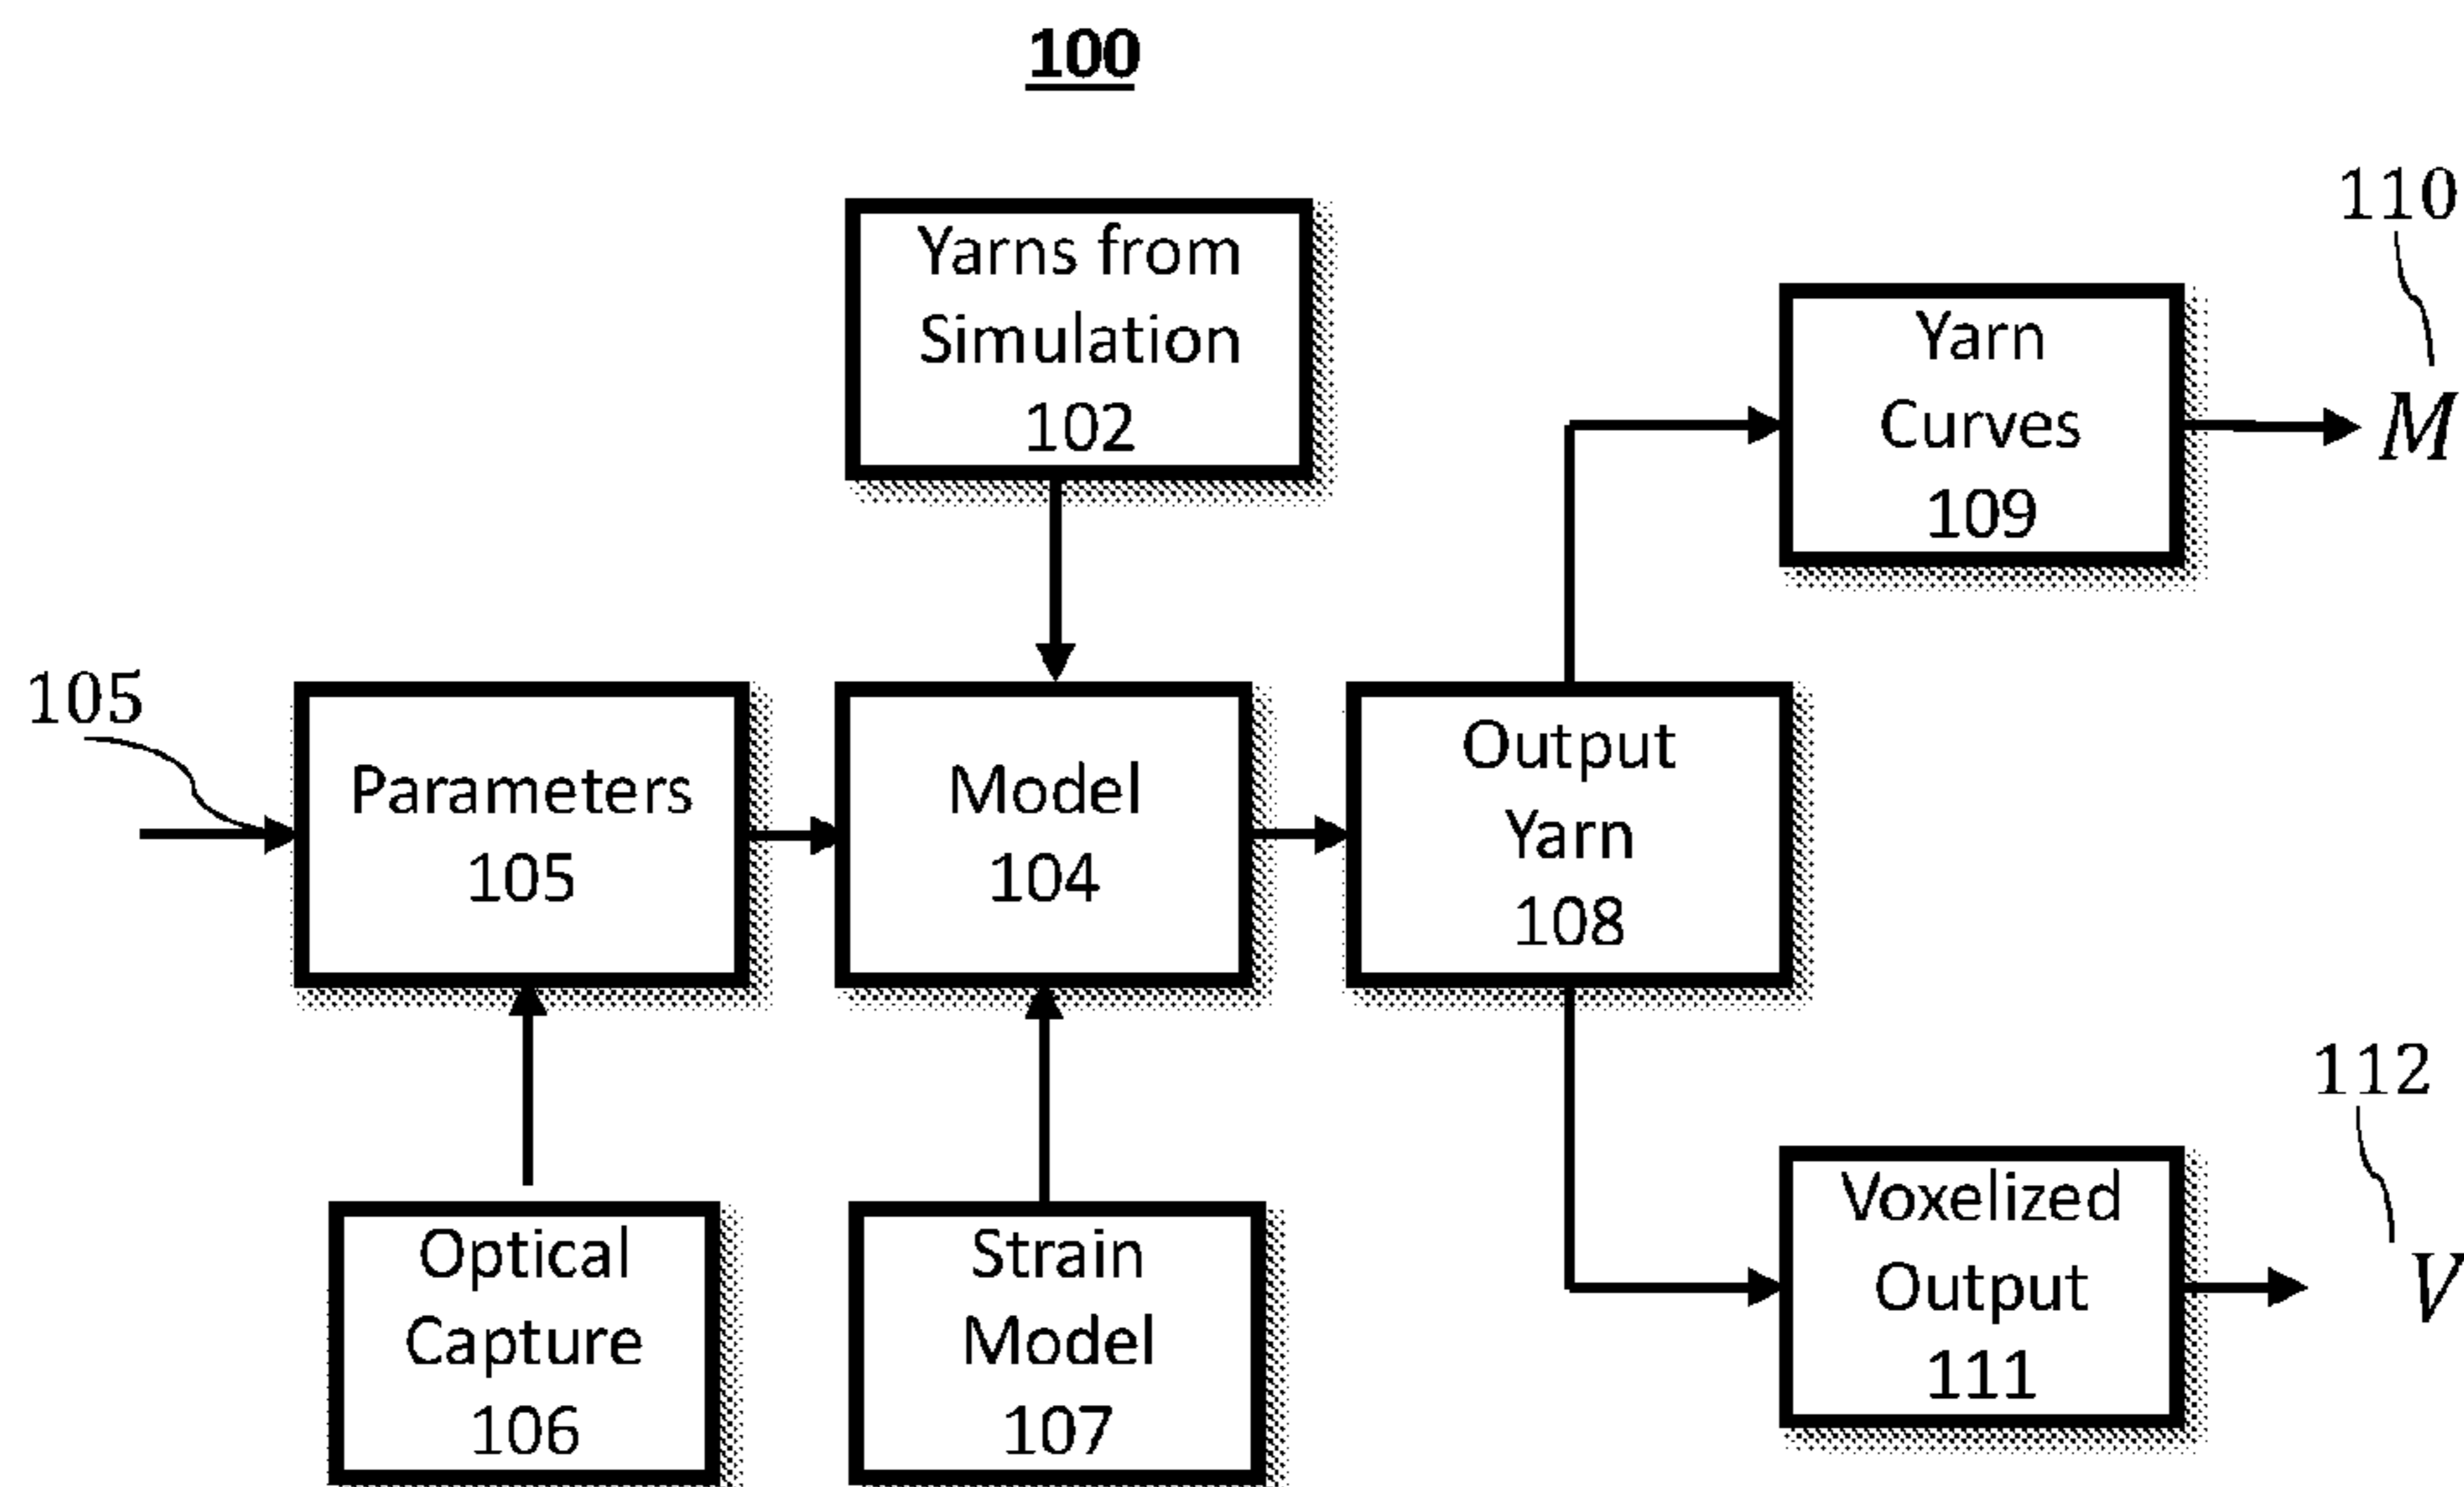 100
Yarns from
Simulation
102
110
Yarn
Curves
109
M
105
Parameters
105
Model
104
Output
Yarn
108
112
Optical
Capture
106
Strain
Model
107
Voxelized
Output
111
V